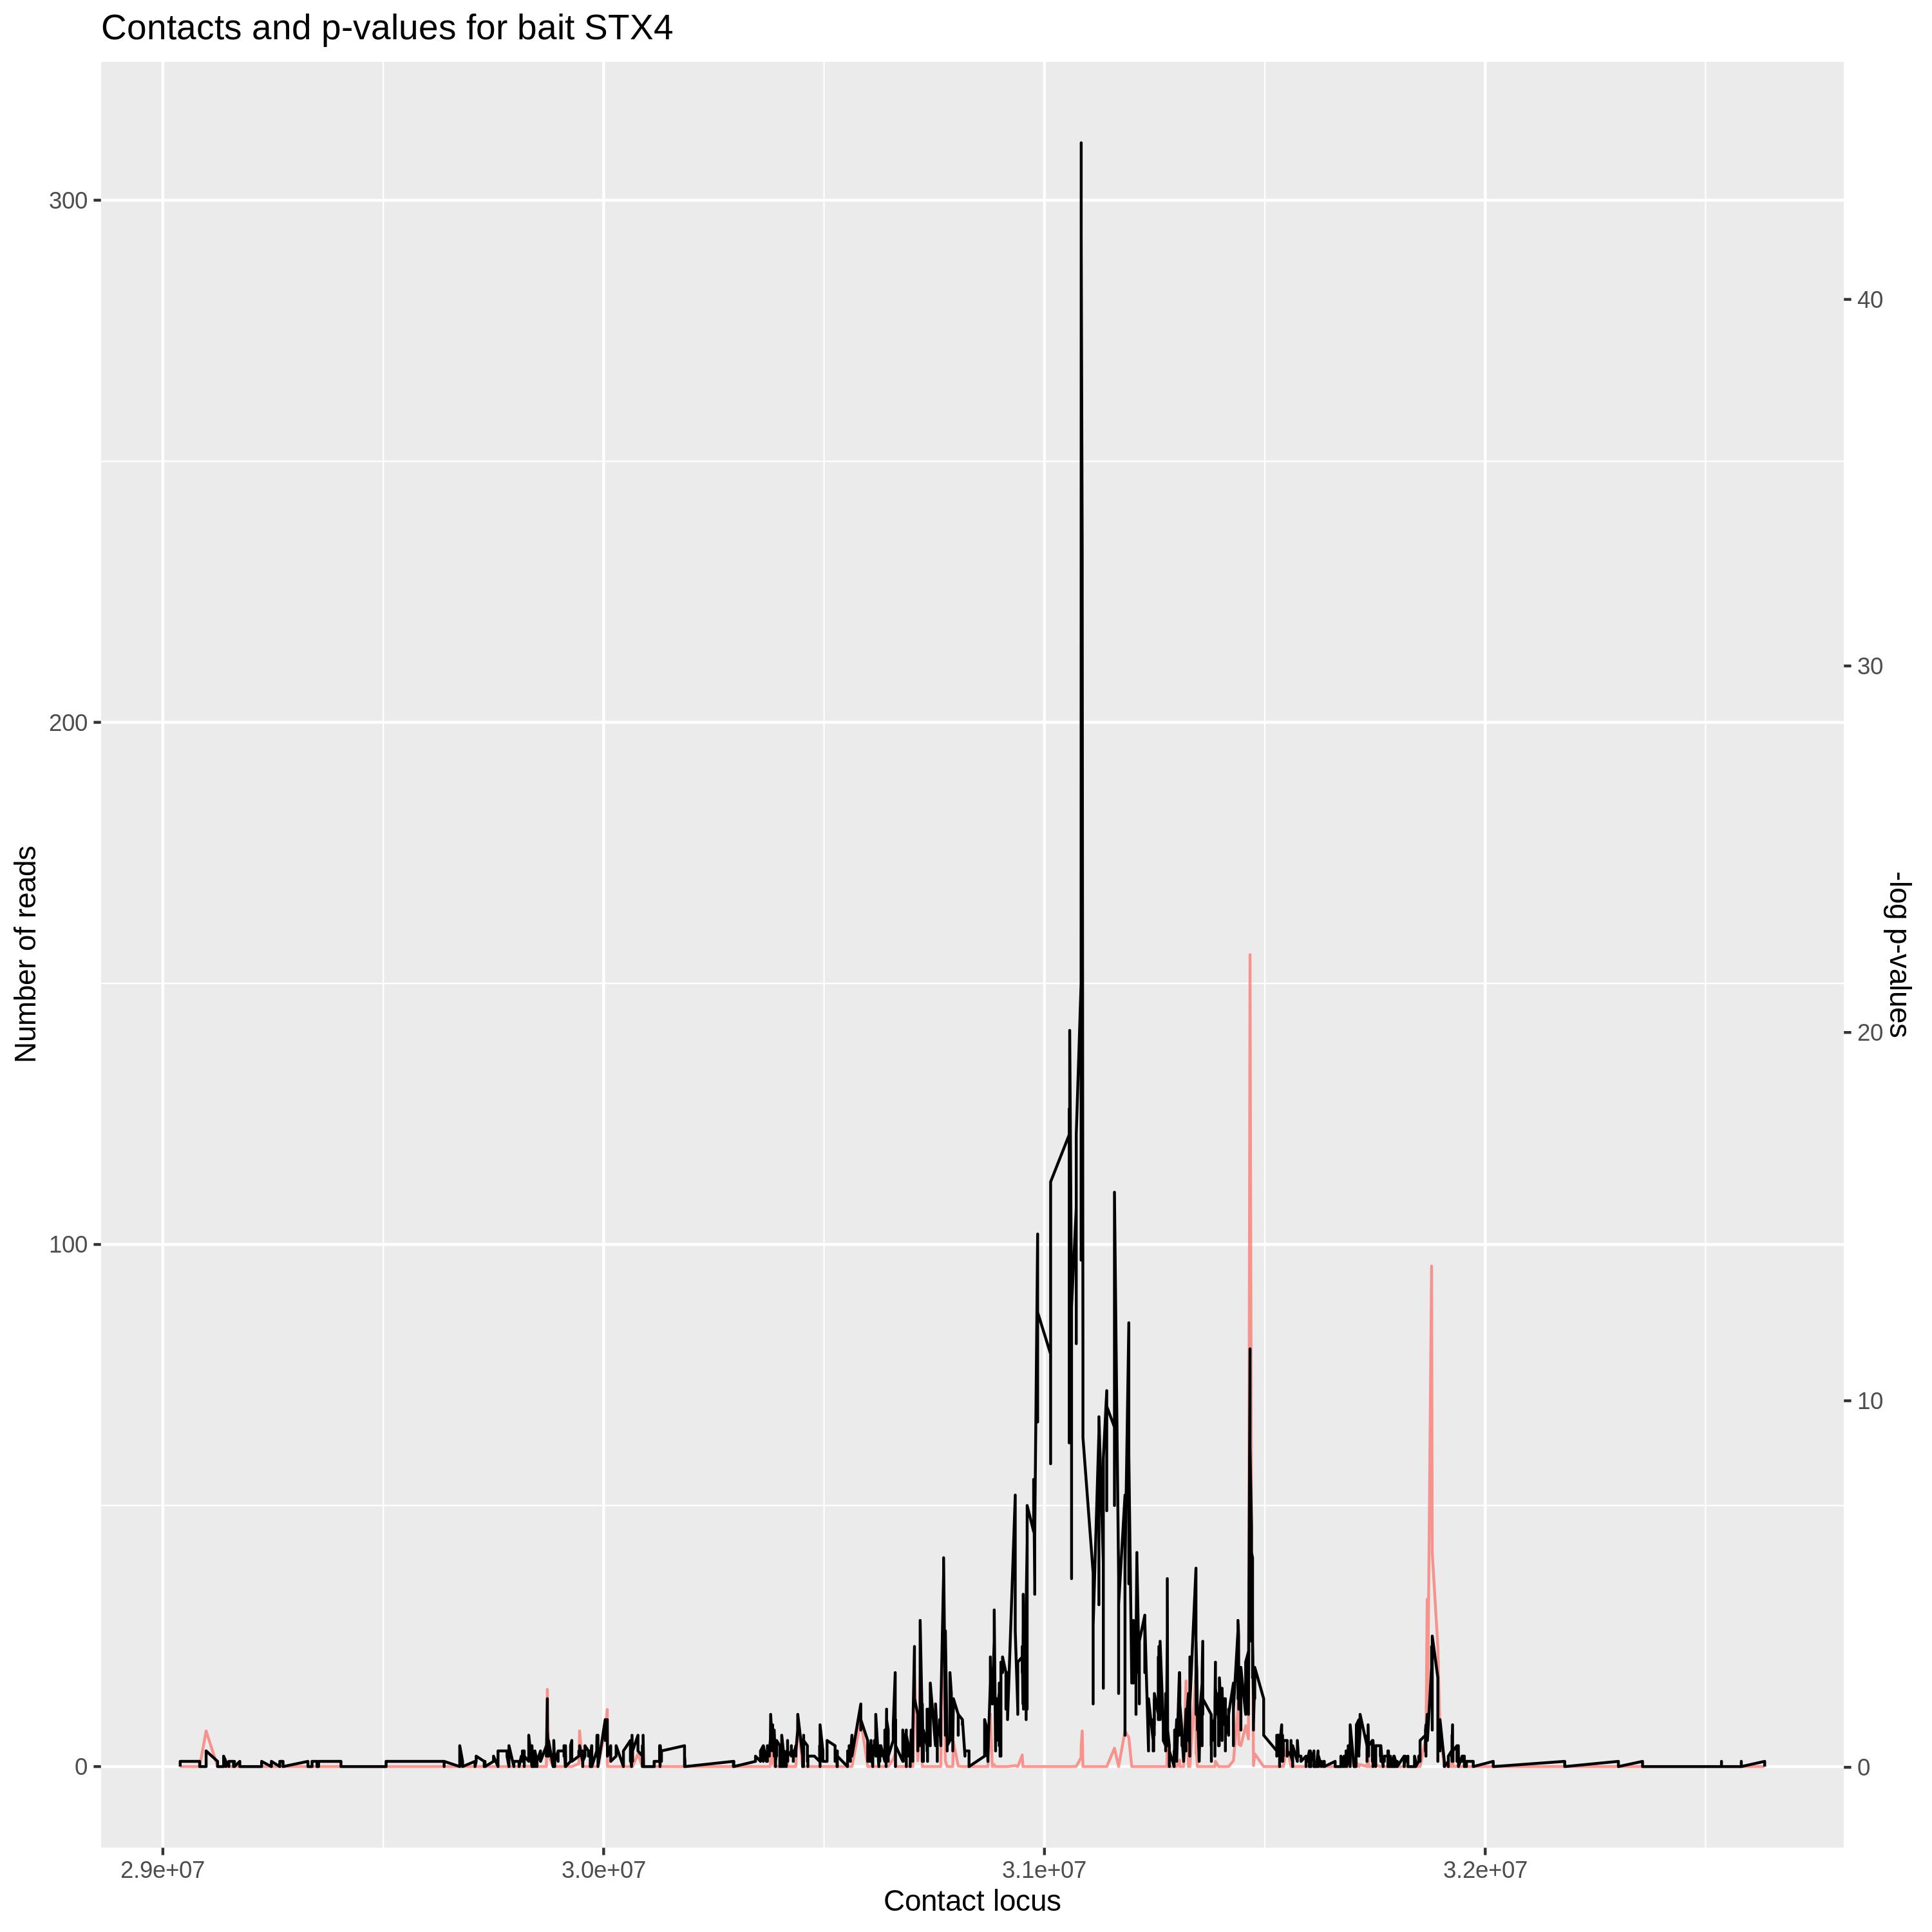 Contacts and p-values for bait STX4
300
200
100
0
Number of reads
40
30
20
10
0
-log p-values
2.9e+07
3.0e+07
3.1e+07
3.2e+07
Contact locus